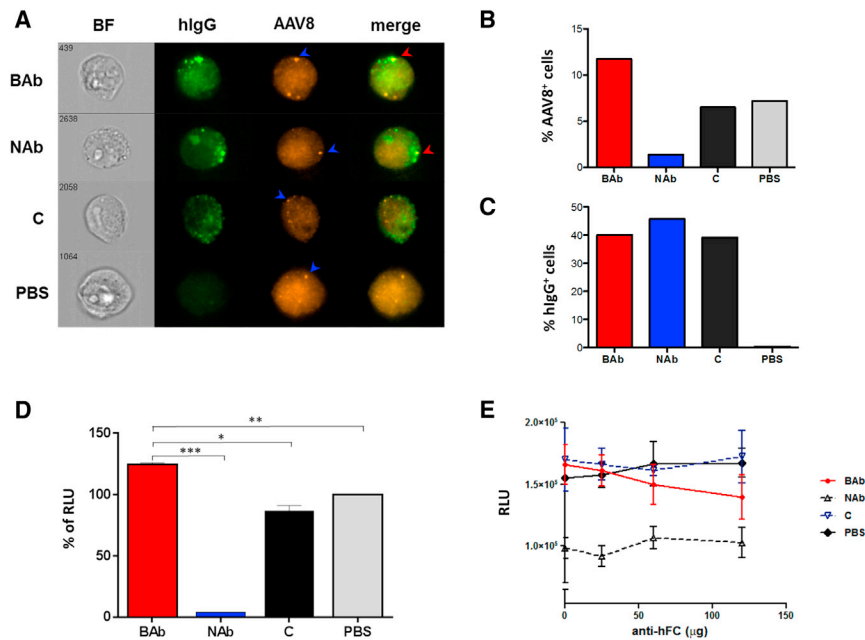 A
BF hIgG AAV8 merge
439
BAb
2638
NAb
2058
C
1064
PBS
B
% AAV8⁺ cells
15
10
5
0
BAb NAb C PBS
C
% hIgG⁺ cells
40
30
20
10
0
BAb NAb C PBS
D
**
*
***
% of RLU
150
100
50
0
BAb NAb C PBS
E
RLU
2.0×10⁵
1.5×10⁵
1.0×10⁵
0 50 100 150
anti-hFC (µg)
BAb
NAb
C
PBS